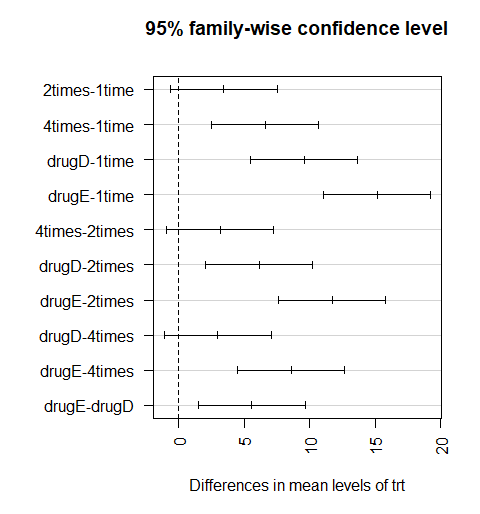 95% family-wise confidence level
2times-1time
4times-1time
drugD-1time
drugE-1time
4times-2times
drugD-2times
drugE-2times
drugD-4times
drugE-4times
drugE-drugD
0 5 10 15 20
Differences in mean levels of trt